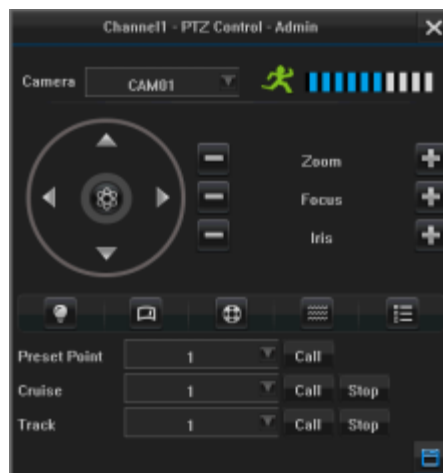 Channel1 - PTZ Control - Admin
Camera CAM01
Zoom
Focus
Iris
Preset Point 1 Call
Cruise 1 Call Stop
Track 1 Call Stop